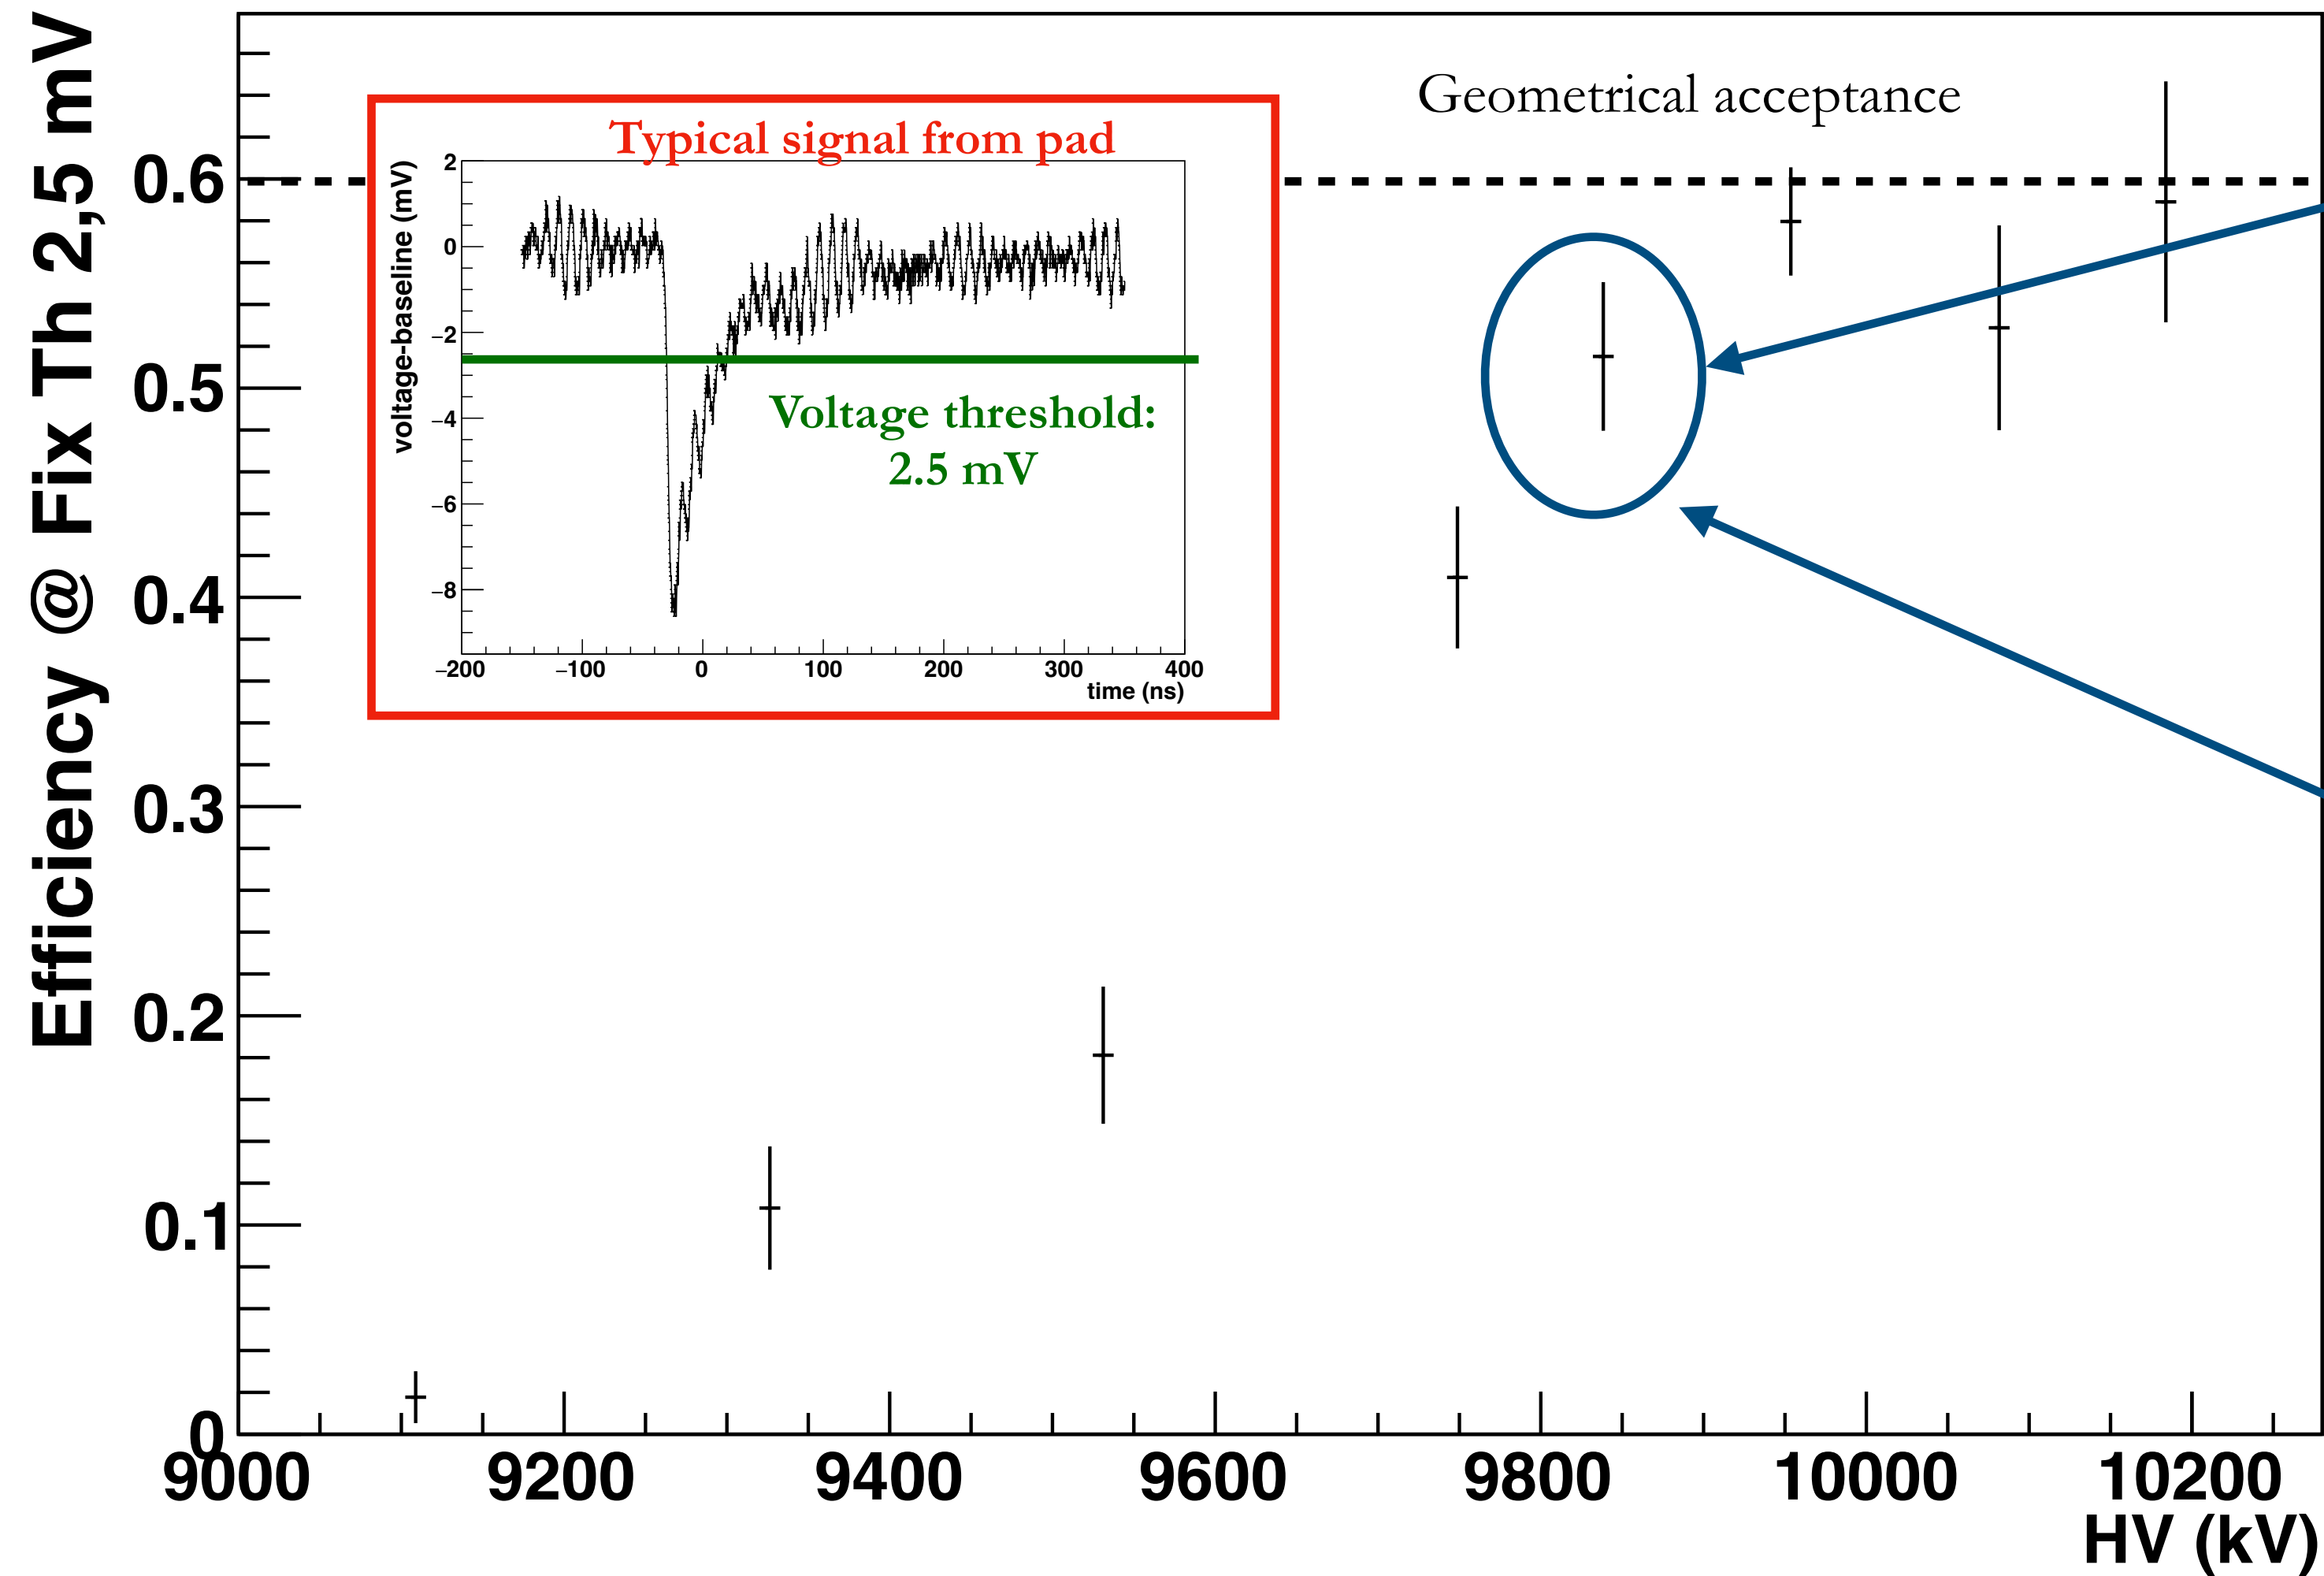 Efficiency @ Fix Th 2,5 mV
0.6
0.5
0.4
0.3
0.2
0.1
0
Geometrical acceptance
Typical signal from pad
voltage-baseline (mV)
2
0
−2
−4
−6
−8
Voltage threshold:
2.5 mV
−200 −100 0 100 200 300 400
time (ns)
9000 9200 9400 9600 9800 10000 10200
HV (kV)